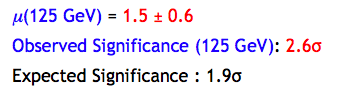 μ(125 GeV) = 1.5 ± 0.6
Observed Significance (125 GeV): 2.6σ
Expected Significance : 1.9σ